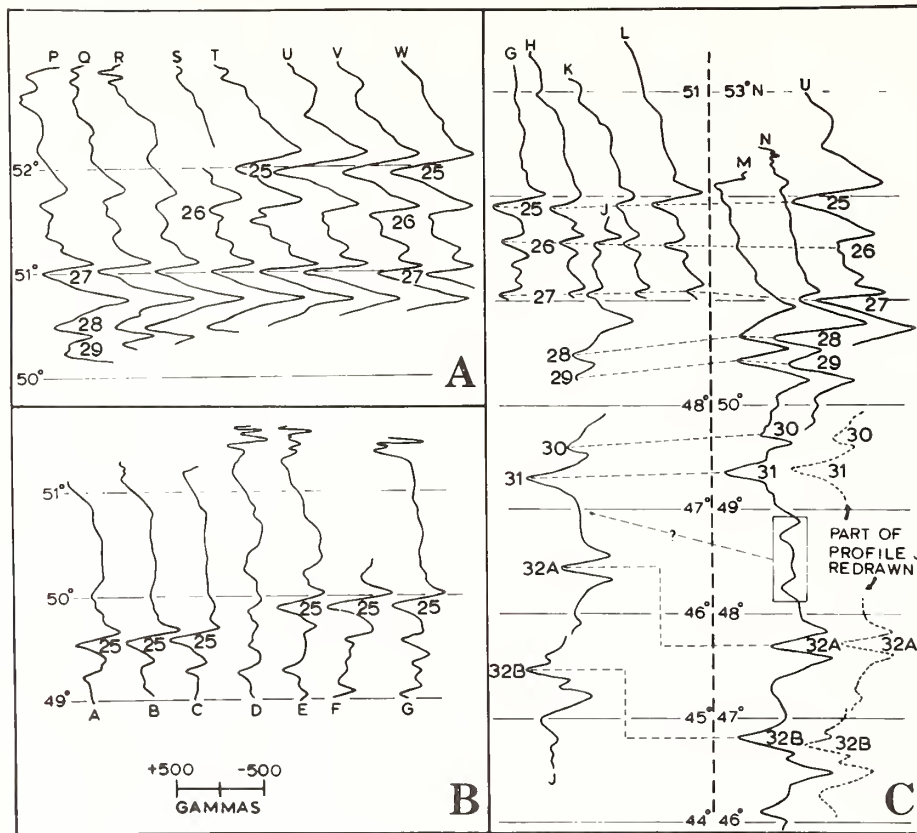 P Q R S T U V W
52°
25
25
26
26
51°
27
27
28
29
50°
A
51°
50°
25
25
25
25
25
25
49°
A B C D E F G
+500 -500
GAMMAS
B
G H K L
51 53°N
U
N
M
J
25
25
26
26
27
27
28
28
29
29
48° 50°
30
30
30
31
31
31
47° 49°
?
PART OF
PROFILE J
REDRAWN
32A
46° 48°
32A
32A
32B
45° 47°
32B
32B
J
44° 46°
C